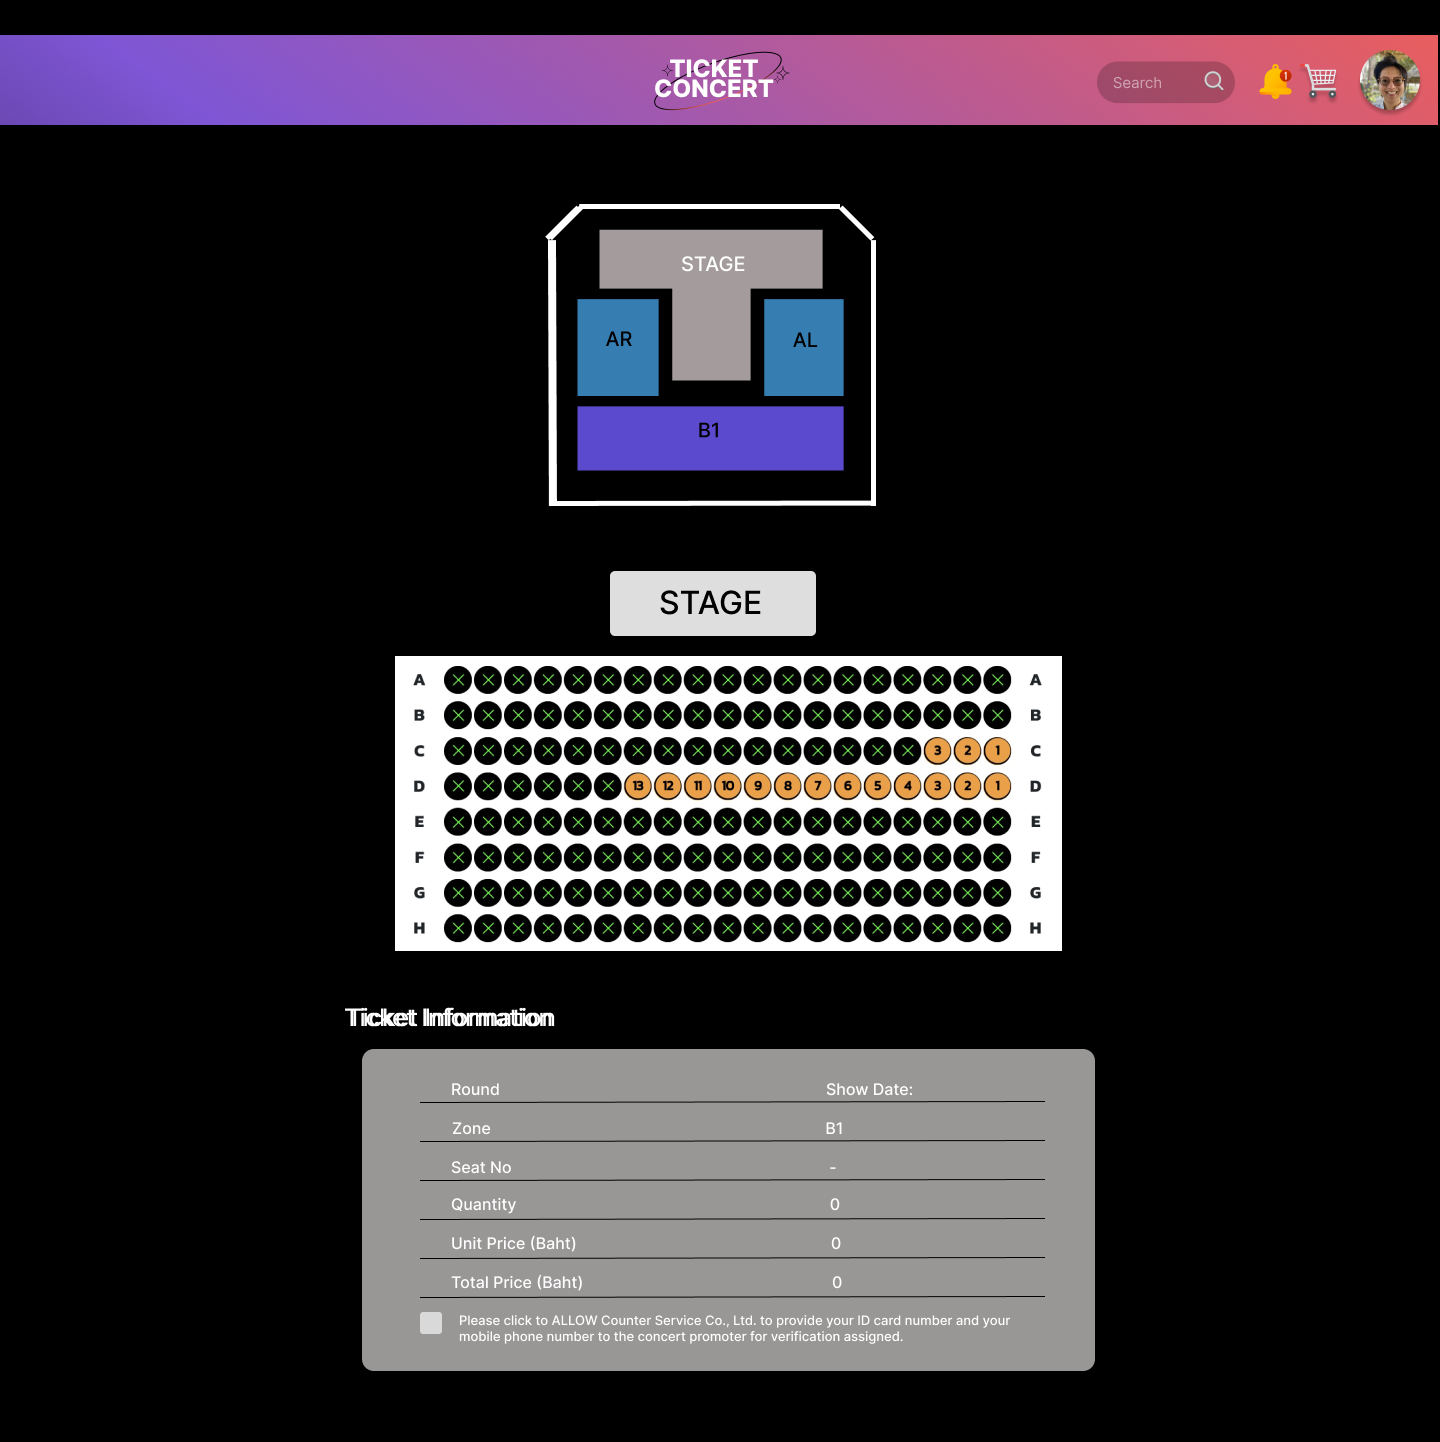 TICKET
CONCERT
Search
1
STAGE
AR
AL
B1
STAGE
A A
B B
C 3 2 1 C
D 13 12 11 10 9 8 7 6 5 4 3 2 1 D
E E
F F
G G
H H
Ticket Information
Round Show Date:
Zone B1
Seat No -
Quantity 0
Unit Price (Baht) 0
Total Price (Baht) 0
Please click to ALLOW Counter Service Co., Ltd. to provide your ID card number and your
mobile phone number to the concert promoter for verification assigned.